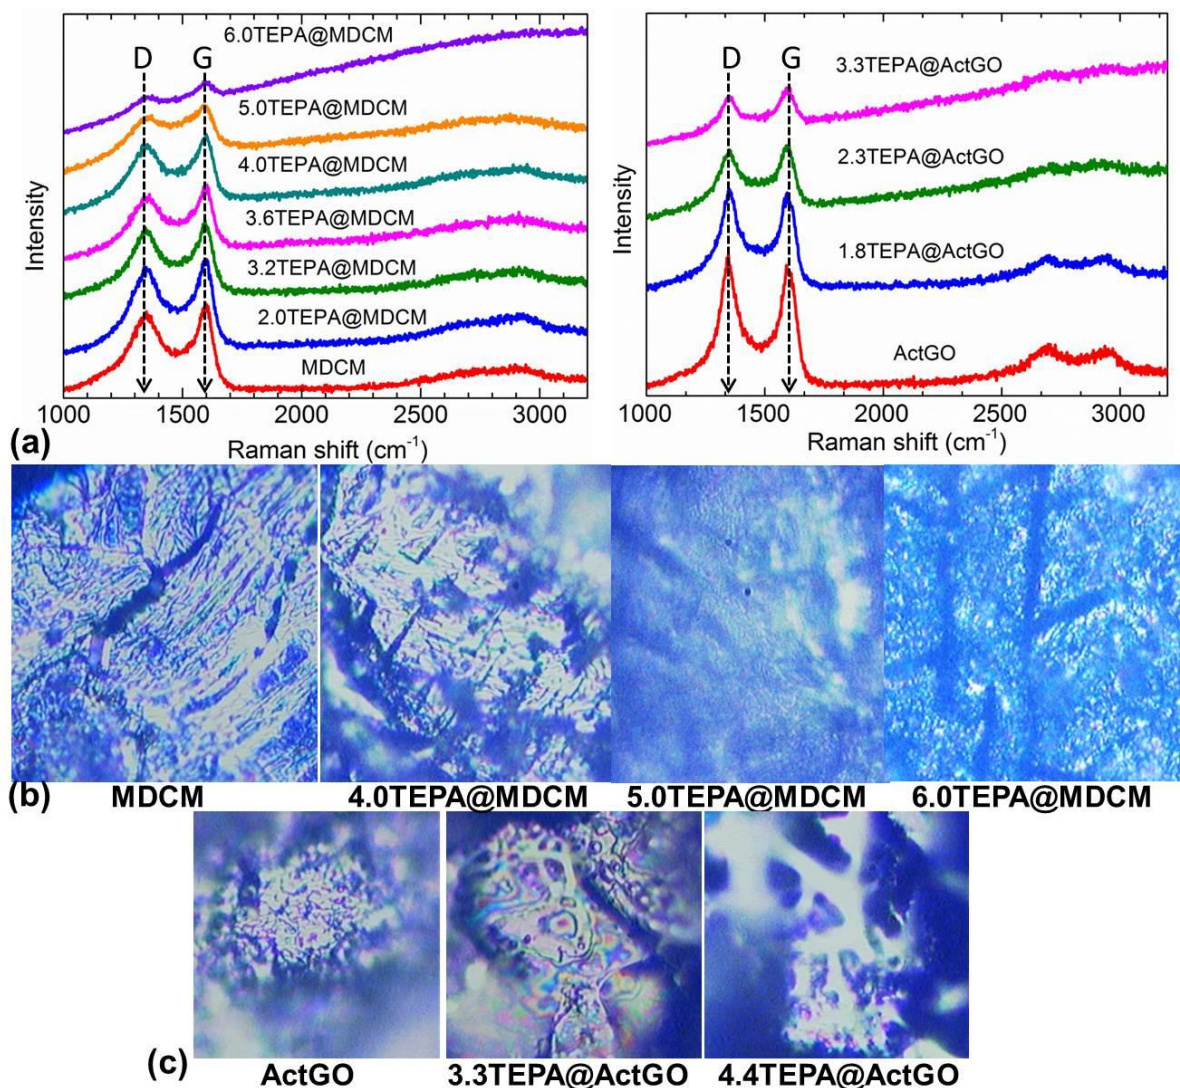 6.0TEPA@MDCM
D G
5.0TEPA@MDCM
4.0TEPA@MDCM
3.6TEPA@MDCM
3.2TEPA@MDCM
2.0TEPA@MDCM
MDCM
Intensity
1000 1500 2000 2500 3000
Raman shift (cm⁻¹)
D G
3.3TEPA@ActGO
2.3TEPA@ActGO
1.8TEPA@ActGO
ActGO
Intensity
1000 1500 2000 2500 3000
Raman shift (cm⁻¹)
(a)
(b) MDCM 4.0TEPA@MDCM 5.0TEPA@MDCM 6.0TEPA@MDCM
(c) ActGO 3.3TEPA@ActGO 4.4TEPA@ActGO